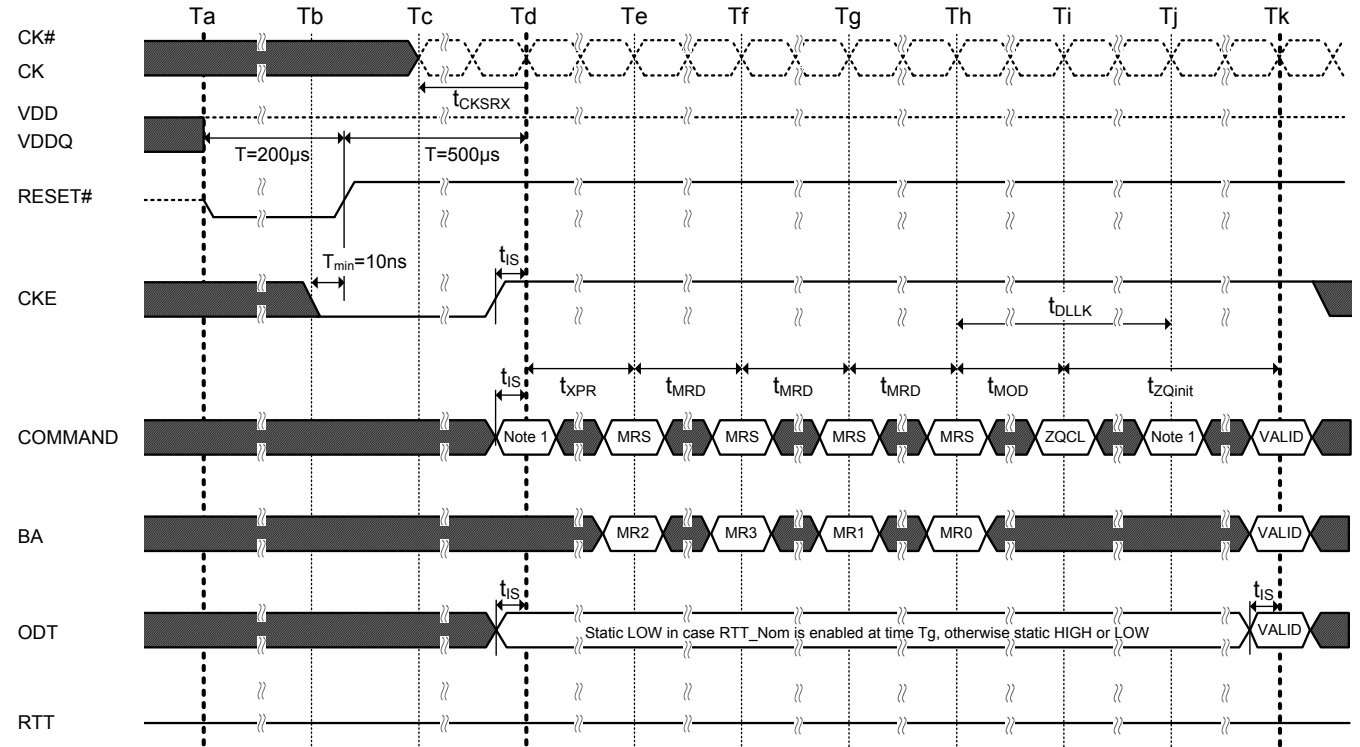 Ta Tb Tc Td Te Tf Tg Th Ti Tj Tk
CK#
CK
tCKSRX
VDD
VDDQ
T=200µs T=500µs
RESET#
Tmin=10ns tIS
CKE
tDLLK
tIS tXPR tMRD tMRD tMRD tMOD tZQinit
COMMAND Note 1 MRS MRS MRS MRS ZQCL Note 1 VALID
BA MR2 MR3 MR1 MR0 VALID
tIS tIS
ODT Static LOW in case RTT_Nom is enabled at time Tg, otherwise static HIGH or LOW VALID
RTT